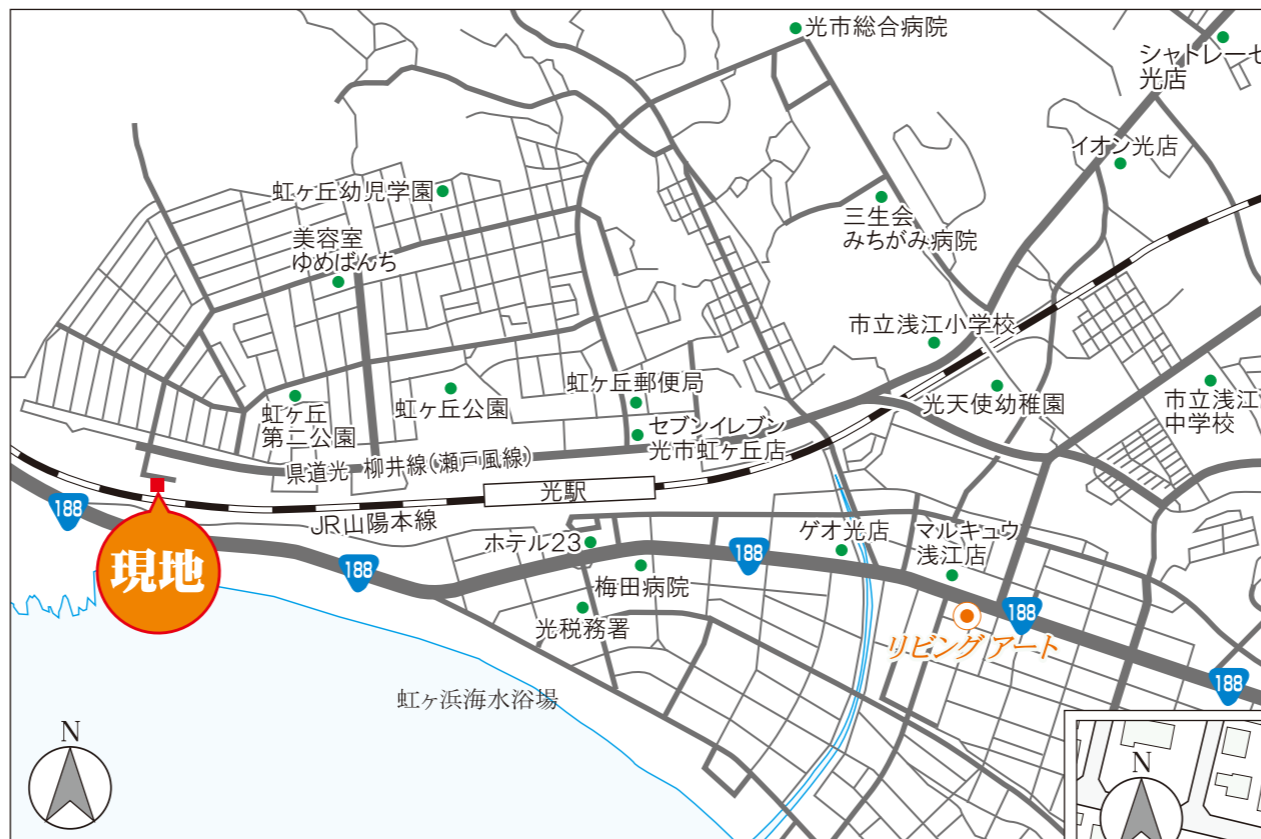 光市総合病院
シャトレーゼ
光店
イオン光店
虹ヶ丘幼児学園
三生会
みちがみ病院
美容室
ゆめぱんち
市立浅江小学校
虹ヶ丘郵便局
虹ヶ丘
第二公園
虹ヶ丘公園
セブンイレブン
光市虹ヶ丘店
光天使幼稚園
市立浅江
中学校
県道光 柳井線(瀬戸風線)
光駅
188
JR山陽本線
現地
188
ホテル23
188
ゲオ光店
マルキュウ
浅江店
梅田病院
188
光税務署
リビングアート
188
虹ヶ浜海水浴場
N
N